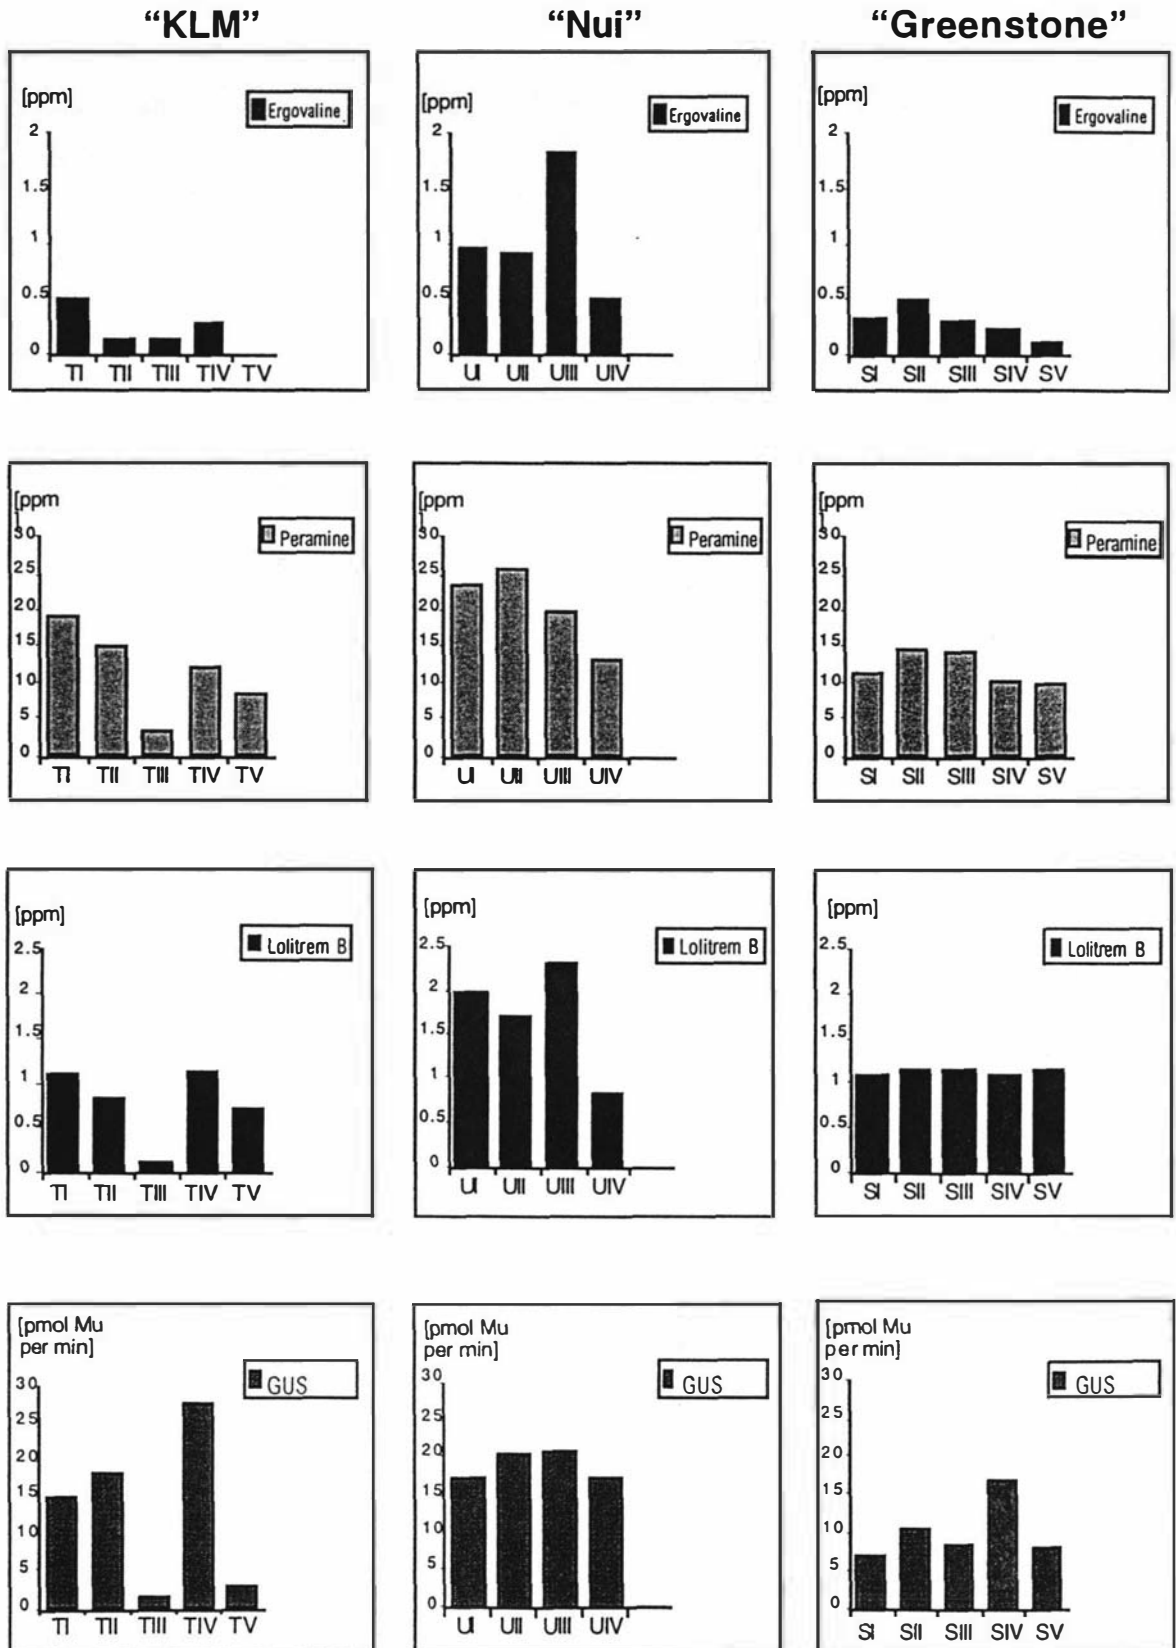 “KLM”
“Nui”
“Greenstone”
[ppm]
Ergovaline
2
1.5
1
0.5
0
TI TII TIII TIV TV
[ppm]
Ergovaline
2
1.5
1
0.5
0
UI UII UIII UIV
[ppm]
Ergovaline
2
1.5
1
0.5
0
SI SII SIII SIV SV
[ppm
]
Peramine
30
25
20
15
10
5
0
TI TII TIII TIV TV
[ppm
]
Peramine
30
25
20
15
10
5
0
UI UII UIII UIV
[ppm
]
Peramine
30
25
20
15
10
5
0
SI SII SIII SIV SV
[ppm]
Lolitrem B
2.5
2
1.5
1
0.5
0
TI TII TIII TIV TV
[ppm]
Lolitrem B
2.5
2
1.5
1
0.5
0
UI UII UIII UIV
[ppm]
Lolitrem B
2.5
2
1.5
1
0.5
0
SI SII SIII SIV SV
[pmol Mu
per min]
GUS
30
25
20
15
10
5
0
TI TII TIII TIV TV
[pmol Mu
per min]
GUS
30
25
20
15
10
5
0
UI UII UIII UIV
[pmol Mu
per min]
GUS
30
25
20
15
10
5
0
SI SII SIII SIV SV